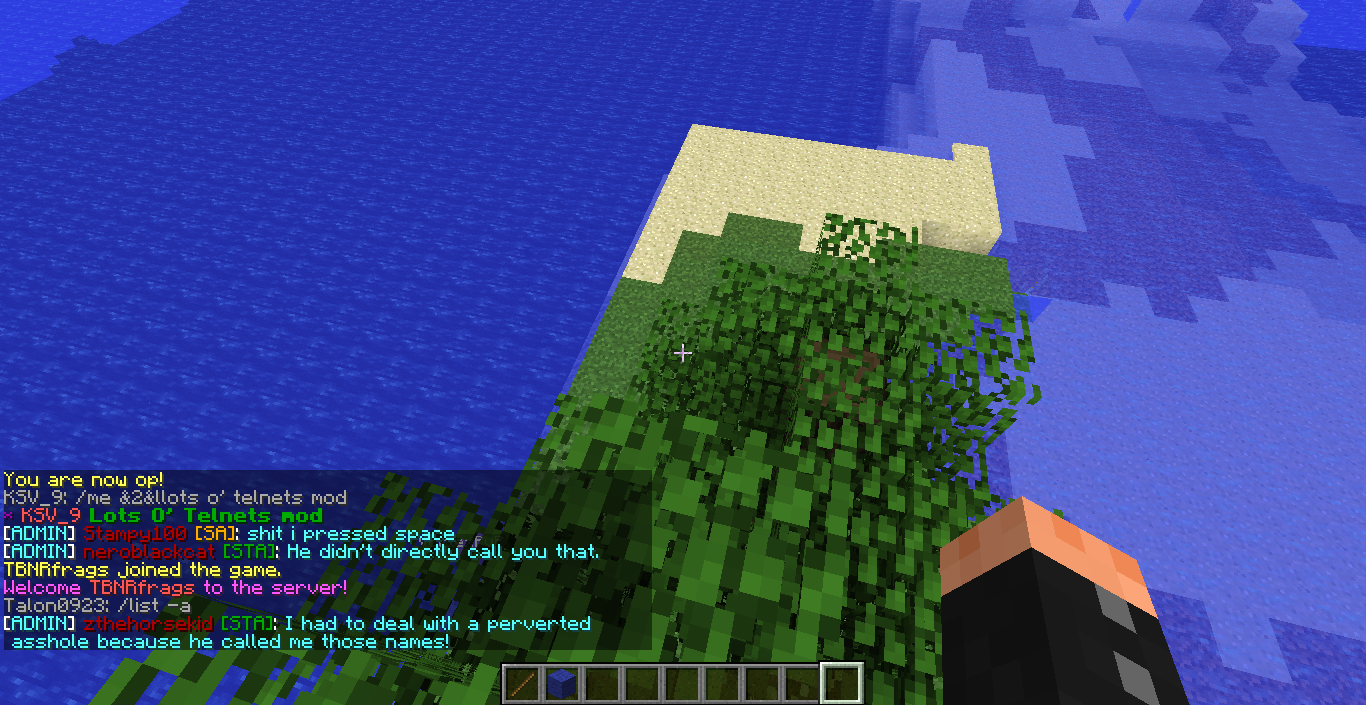 You are now op!
KSV_9: /me &2&llots o' telnets mod
* KSV_9 Lots O' Telnets mod
[ADMIN] Stampy100 [SA]: shit i pressed space
[ADMIN] neroblackcat [STA]: He didn't directly call you that.
TBNRfrags joined the game.
Welcome TBNRfrags to the server!
Talon0923: /list -a
[ADMIN] zthehorsekid [STA]: I had to deal with a perverted
asshole because he called me those names!